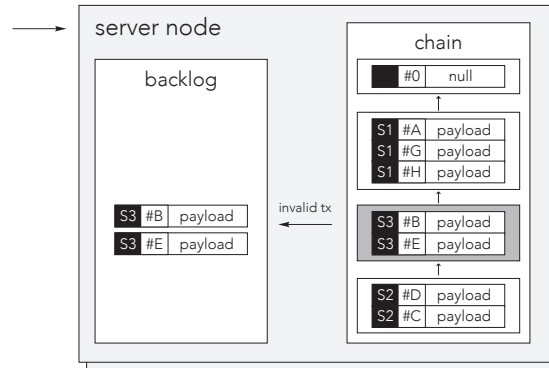 server node
backlog
S3 #B payload
S3 #E payload
invalid tx
chain
#0 null
S1 #A payload
S1 #G payload
S1 #H payload
S3 #B payload
S3 #E payload
S2 #D payload
S2 #C payload